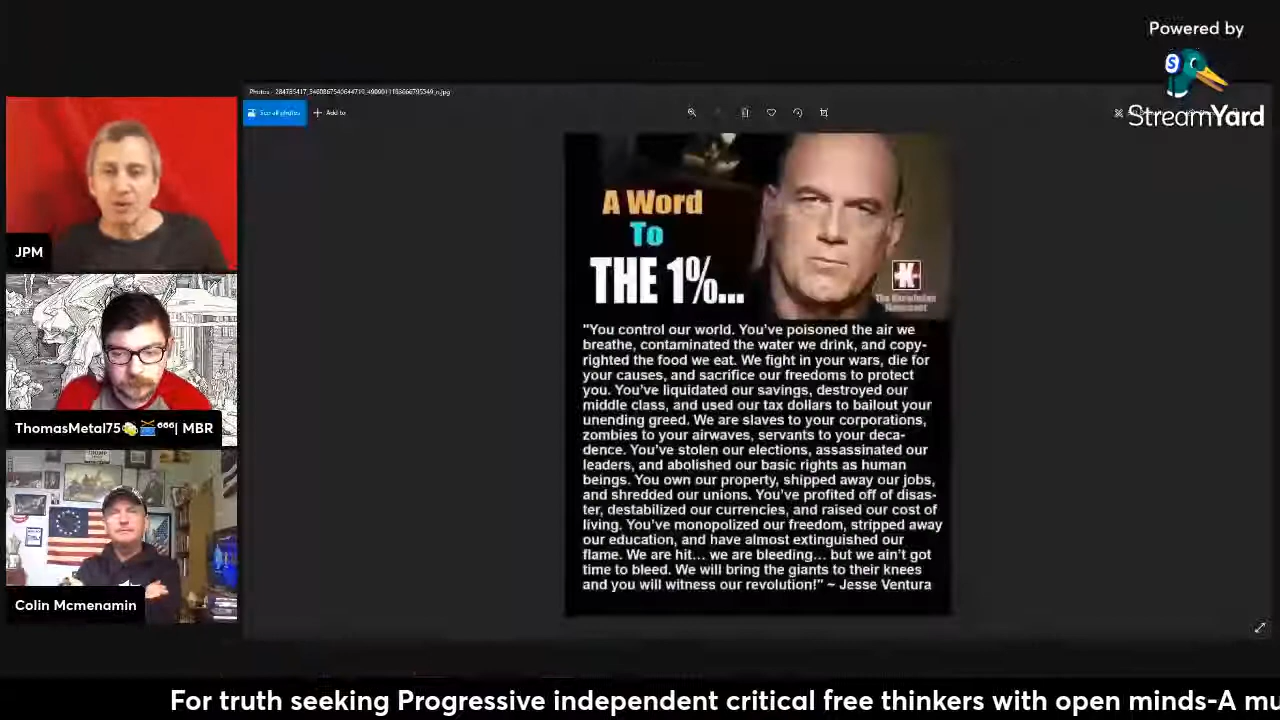 Powered by
StreamYard
See all photos
Add to
JPM
ThomasMetal75🍋🥁⁶⁶⁶| MBR
Colin Mcmenamin
A Word
To
THE 1%...
"You control our world. You've poisoned the air we
breathe, contaminated the water we drink, and copy-
righted the food we eat. We fight in your wars, die for
your causes, and sacrifice our freedoms to protect
you. You've liquidated our savings, destroyed our
middle class, and used our tax dollars to bailout your
unending greed. We are slaves to your corporations,
zombies to your airwaves, servants to your deca-
dence. You've stolen our elections, assassinated our
leaders, and abolished our basic rights as human
beings. You own our property, shipped away our jobs,
and shredded our unions. You've profited off of disas-
ter, destabilized our currencies, and raised our cost of
living. You've monopolized our freedom, stripped away
our education, and have almost extinguished our
flame. We are hit... we are bleeding... but we ain't got
time to bleed. We will bring the giants to their knees
and you will witness our revolution!" ~ Jesse Ventura
For truth seeking Progressive independent critical free thinkers with open minds-A mu